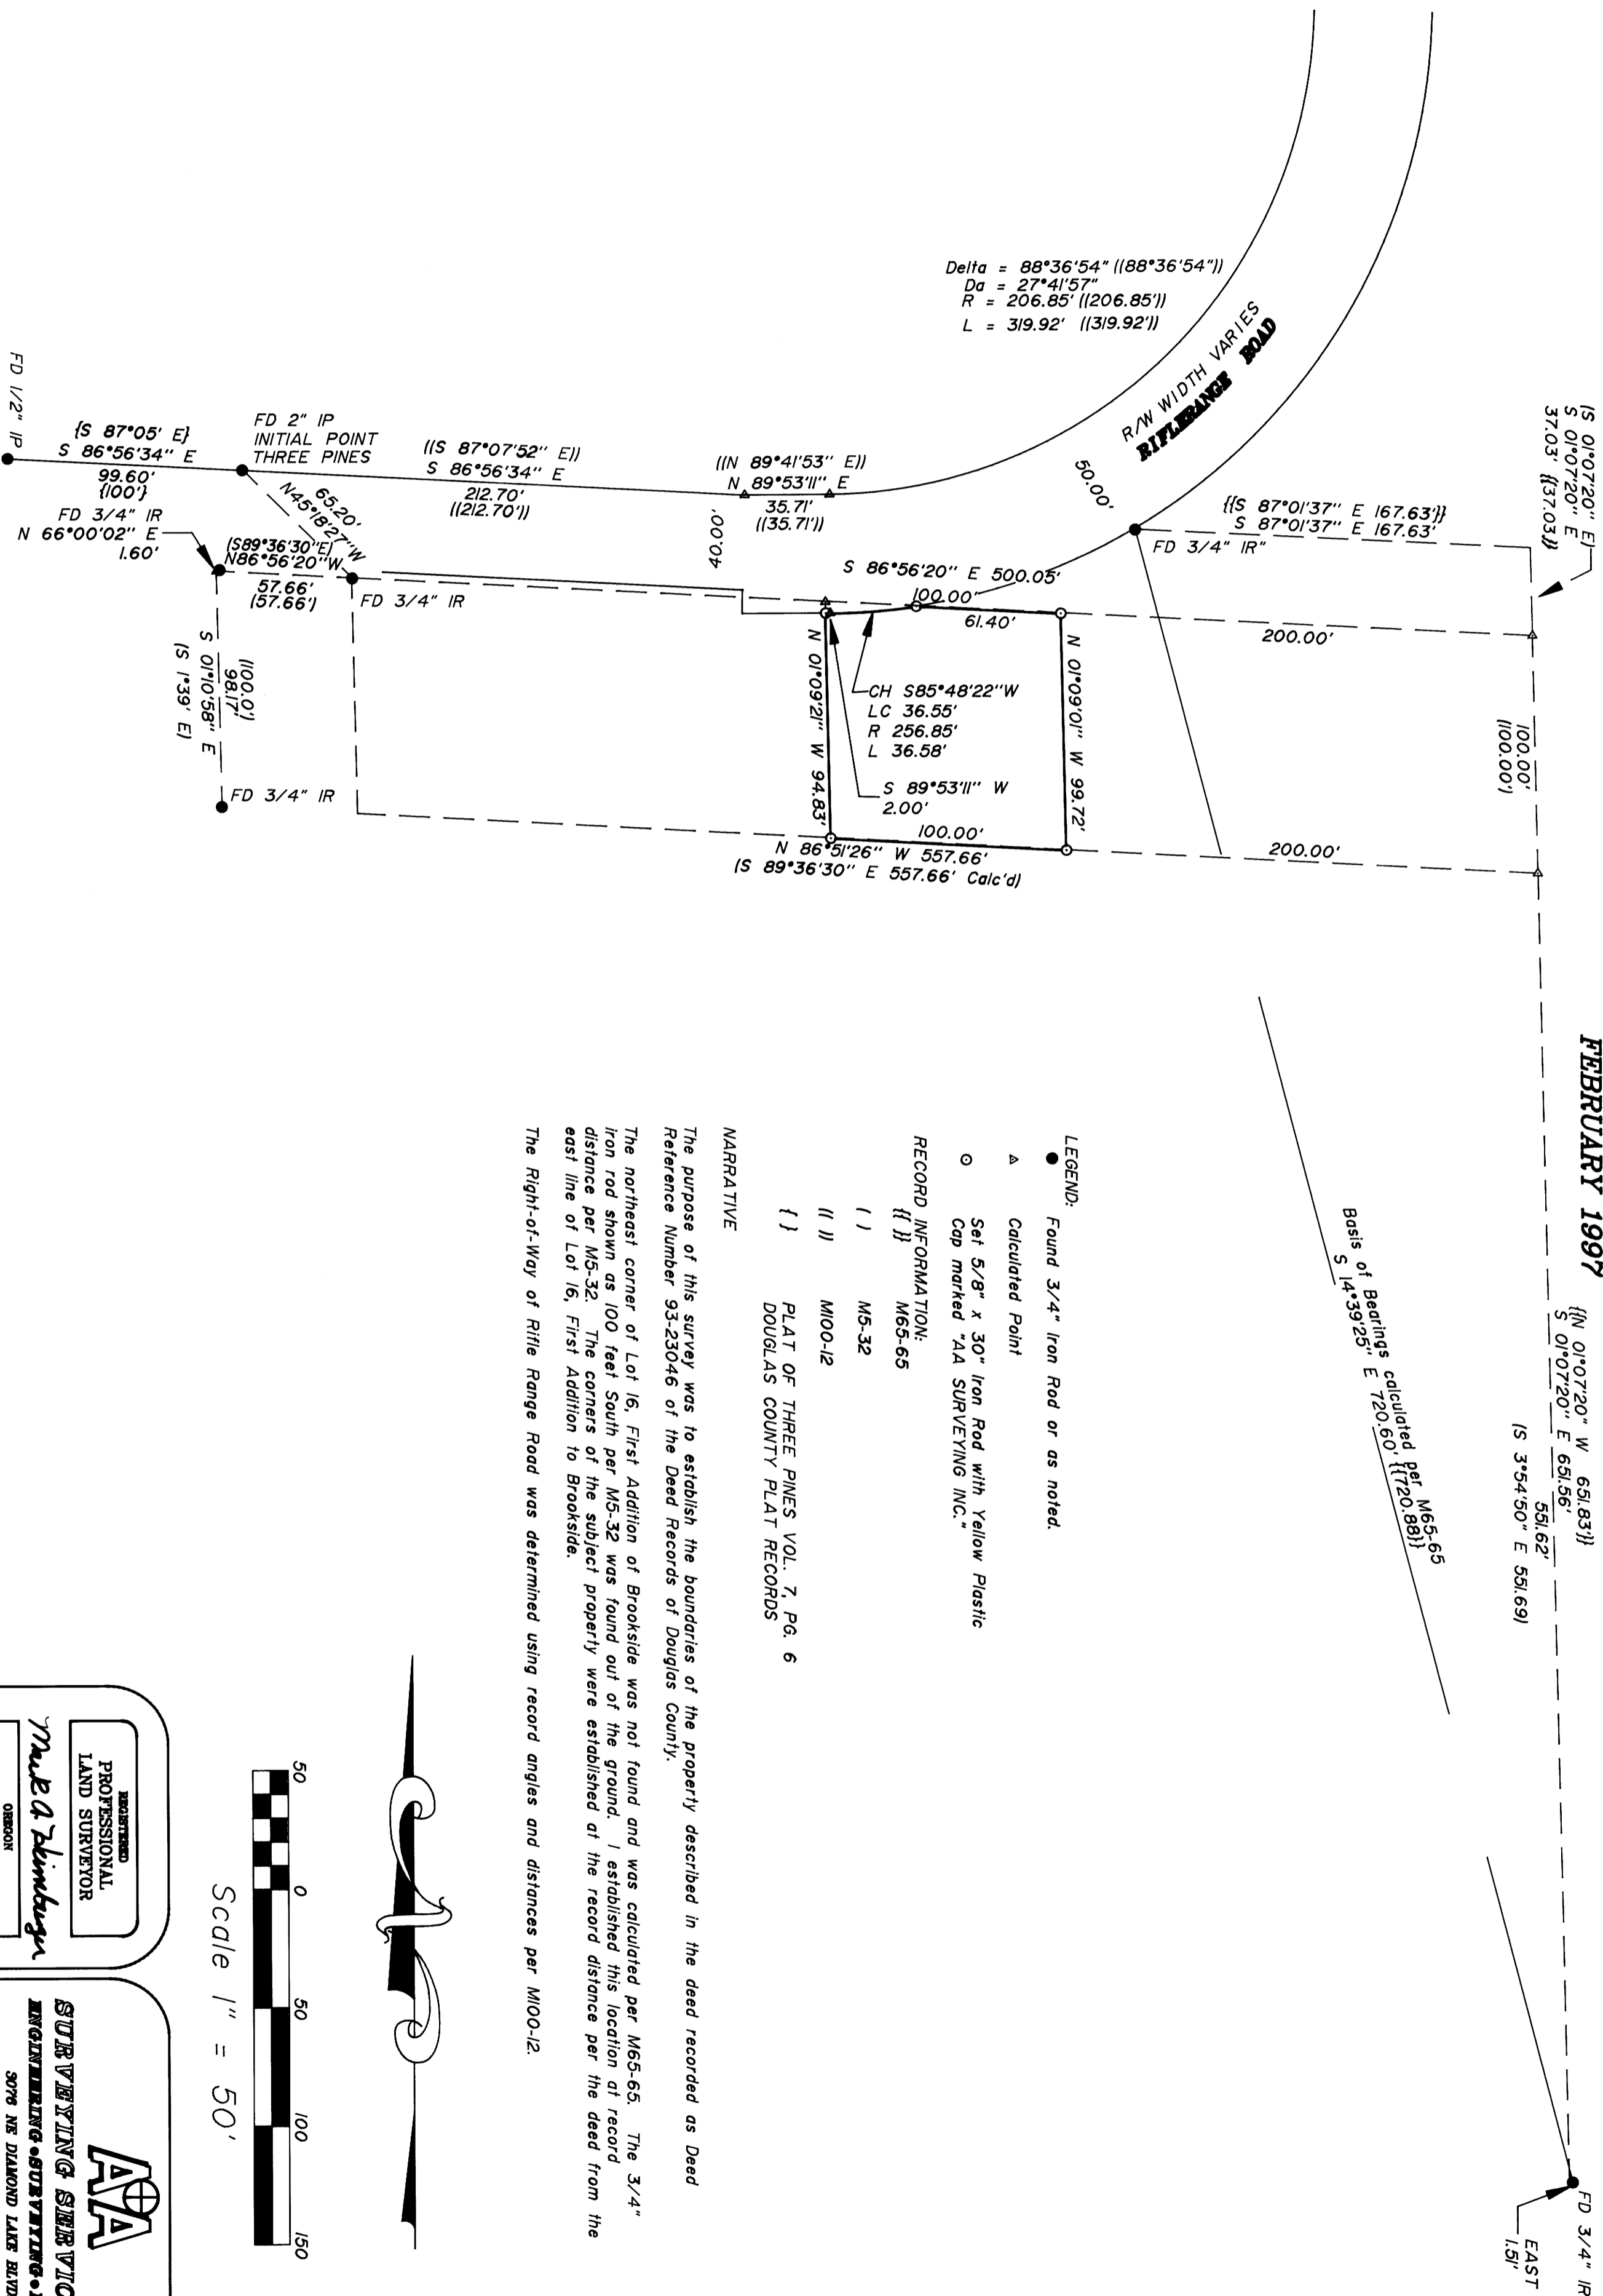 FEBRUARY 1997
(S 01°07'20" E)
S 01°07'20" E
37.03' {{37.03}}
Delta = 88°36'54" ((88°36'54"))
Da = 27°41'57"
R = 206.85' ((206.85'))
L = 319.92' ((319.92'))
R/W WIDTH VARIES
RIFLERANGE ROAD
50.00'
{{S 87°01'37" E 167.63'}}
S 87°01'37" E 167.63'
FD 3/4" IR"
FD 1/2" IP
{S 87°05' E}
S 86°56'34" E
99.60'
{100'}
FD 2" IP
INITIAL POINT
THREE PINES
((S 87°07'52" E))
S 86°56'34" E
212.70'
((212.70'))
((N 89°41'53" E))
N 89°53'11" E
35.71'
((35.71'))
40.00'
65.20'
N45°18'27"W
FD 3/4" IR
N 66°00'02" E
1.60'
(S89°36'30"E)
N86°56'20"W
57.66'
(57.66')
FD 3/4" IR
S 86°56'20" E 500.05'
100.00'
61.40'
200.00'
N 01°09'21" W 94.83'
N 01°09'01" W 99.72'
CH S85°48'22"W
LC 36.55'
R 256.85'
L 36.58'
S 89°53'11" W
2.00'
(100.0')
98.17'
S 01°10'58" E
(S 1°39' E)
FD 3/4" IR
100.00'
N 86°51'26" W 557.66'
(S 89°36'30" E 557.66' Calc'd)
200.00'
100.00'
(100.00')
Basis of Bearings calculated per M65-65
S 14°39'25" E 720.60' {{720.88}}
{{N 01°07'20" W 651.83}}
S 01°07'20" E 651.56'
551.62'
(S 3°54'50" E 551.69)
FD 3/4" IR
EAST
1.51'
LEGEND:
Found 3/4" Iron Rod or as noted.
Calculated Point
Set 5/8" x 30" Iron Rod with Yellow Plastic
Cap marked "AA SURVEYING INC."
RECORD INFORMATION:
{{ }} M65-65
( ) M5-32
(( )) M100-12
{ } PLAT OF THREE PINES VOL. 7, PG. 6
DOUGLAS COUNTY PLAT RECORDS
NARRATIVE
The purpose of this survey was to establish the boundaries of the property described in the deed recorded as Deed
Reference Number 93-23046 of the Deed Records of Douglas County.
The northeast corner of Lot 16, First Addition of Brookside was not found and was calculated per M65-65. The 3/4"
iron rod shown as 100 feet South per M5-32 was found out of the ground. I established this location at record
distance per M5-32. The corners of the subject property were established at the record distance per the deed from the
east line of Lot 16, First Addition to Brookside.
The Right-of-Way of Rifle Range Road was determined using record angles and distances per M100-12.
50 0 50 100 150
Scale 1" = 50'
REGISTERED
PROFESSIONAL
LAND SURVEYOR
OREGON
AA
SURVEYING SERVIC
ENGINEERING•SURVEYING•
3076 NE DIAMOND LAKE BLVD